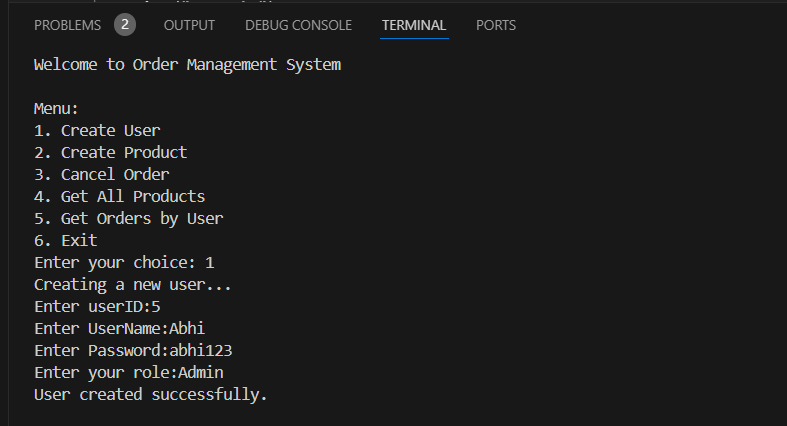 PROBLEMS 2 OUTPUT DEBUG CONSOLE TERMINAL PORTS
Welcome to Order Management System
Menu:
1. Create User
2. Create Product
3. Cancel Order
4. Get All Products
5. Get Orders by User
6. Exit
Enter your choice: 1
Creating a new user...
Enter userID:5
Enter UserName:Abhi
Enter Password:abhi123
Enter your role:Admin
User created successfully.